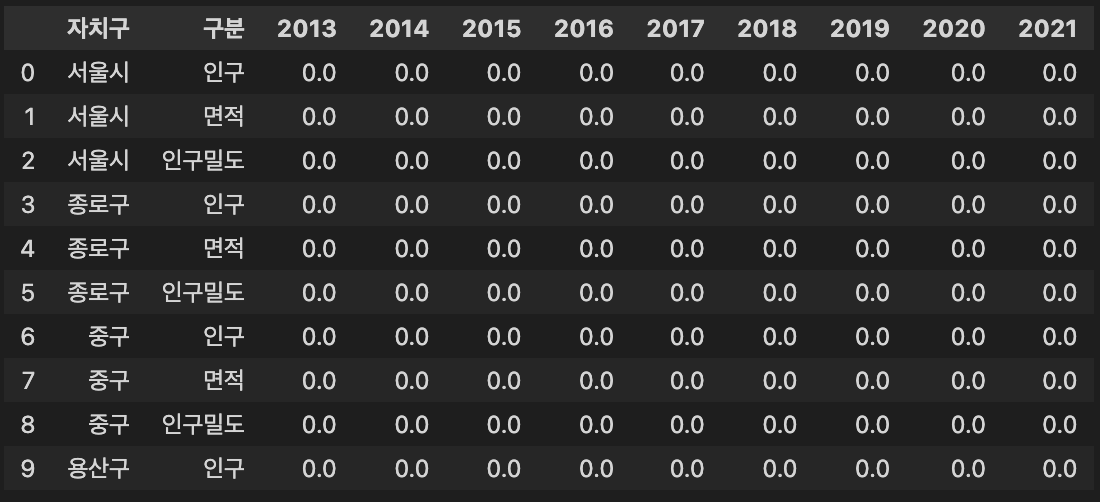 자치구 구분 2013 2014 2015 2016 2017 2018 2019 2020 2021
0 서울시 인구 0.0 0.0 0.0 0.0 0.0 0.0 0.0 0.0 0.0
1 서울시 면적 0.0 0.0 0.0 0.0 0.0 0.0 0.0 0.0 0.0
2 서울시 인구밀도 0.0 0.0 0.0 0.0 0.0 0.0 0.0 0.0 0.0
3 종로구 인구 0.0 0.0 0.0 0.0 0.0 0.0 0.0 0.0 0.0
4 종로구 면적 0.0 0.0 0.0 0.0 0.0 0.0 0.0 0.0 0.0
5 종로구 인구밀도 0.0 0.0 0.0 0.0 0.0 0.0 0.0 0.0 0.0
6 중구 인구 0.0 0.0 0.0 0.0 0.0 0.0 0.0 0.0 0.0
7 중구 면적 0.0 0.0 0.0 0.0 0.0 0.0 0.0 0.0 0.0
8 중구 인구밀도 0.0 0.0 0.0 0.0 0.0 0.0 0.0 0.0 0.0
9 용산구 인구 0.0 0.0 0.0 0.0 0.0 0.0 0.0 0.0 0.0